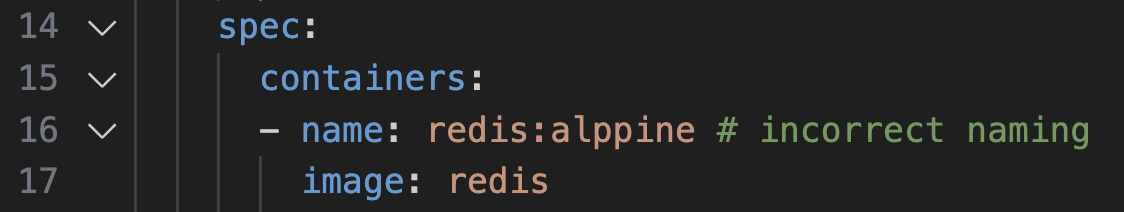 14 spec:
15 containers:
16 - name: redis:alppine # incorrect naming
17 image: redis